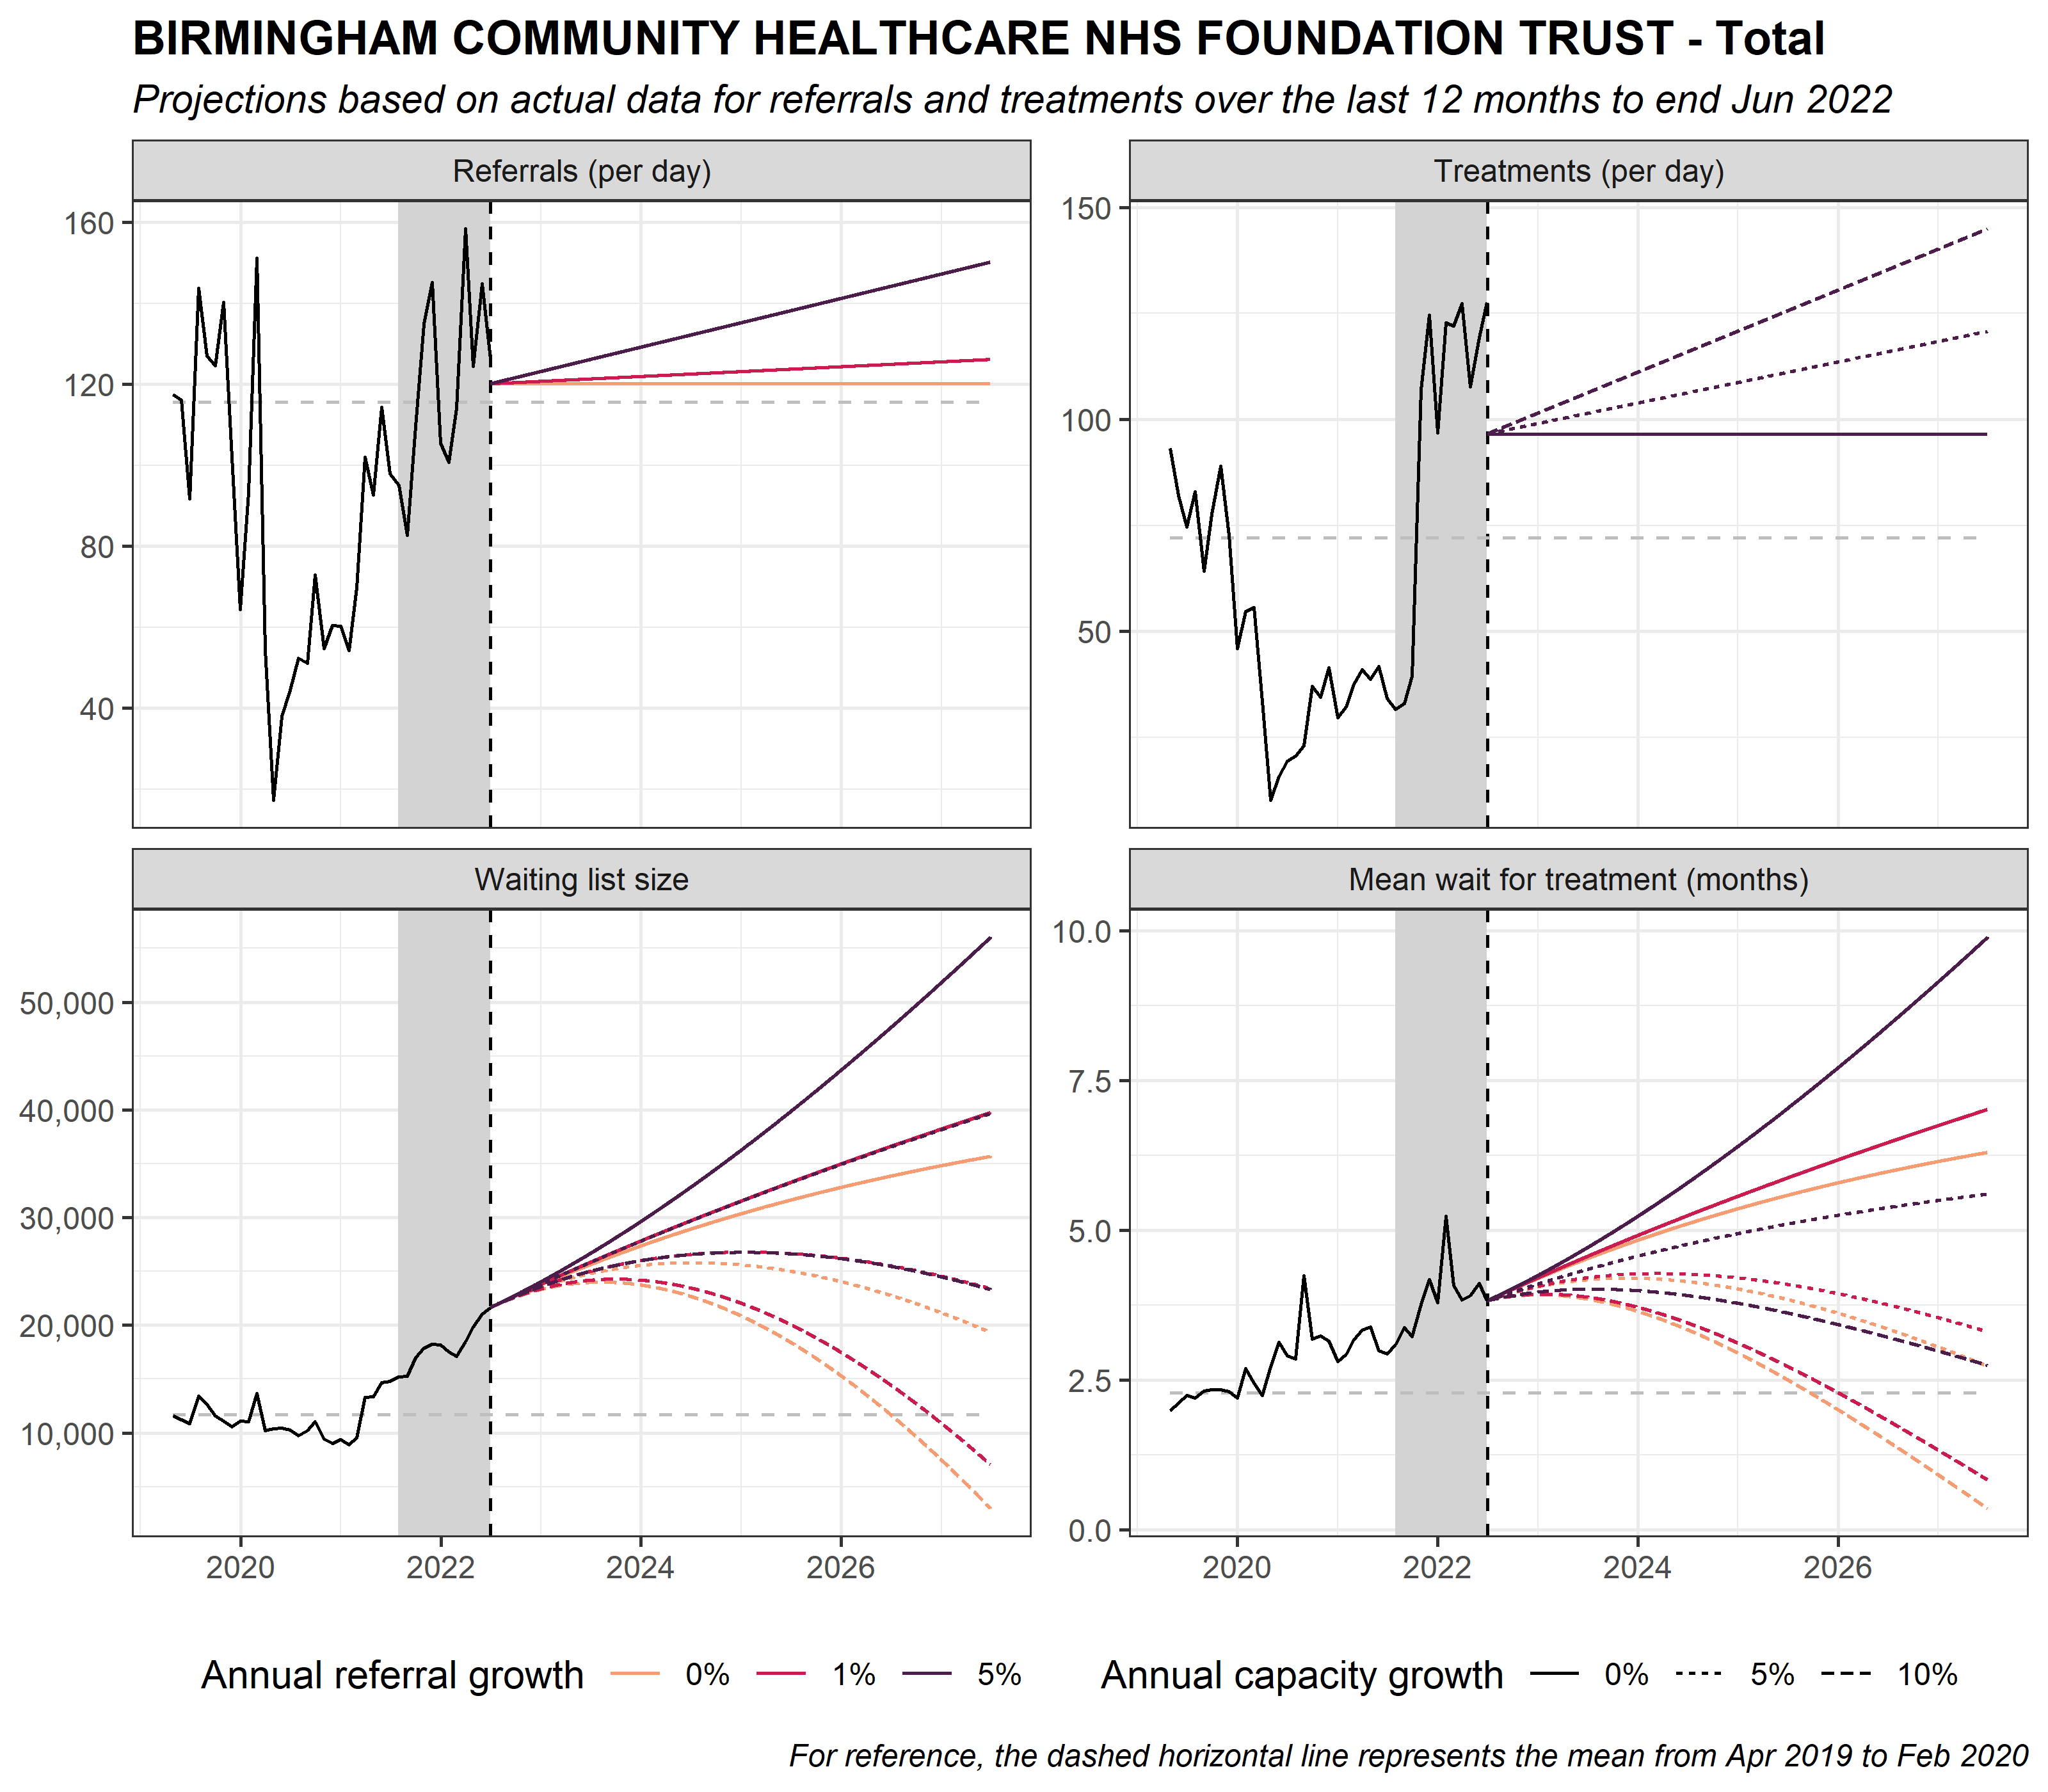 BIRMINGHAM COMMUNITY HEALTHCARE NHS FOUNDATION TRUST - Total
Projections based on actual data for referrals and treatments over the last 12 months to end Jun 2022
Referrals (per day)
160
120
80
40
Treatments (per day)
150
100
50
Waiting list size
50,000
40,000
30,000
20,000
10,000
2020 2022 2024 2026
Mean wait for treatment (months)
10.0
7.5
5.0
2.5
0.0
2020 2022 2024 2026
Annual referral growth 0% 1% 5%
Annual capacity growth 0% 5% 10%
For reference, the dashed horizontal line represents the mean from Apr 2019 to Feb 2020